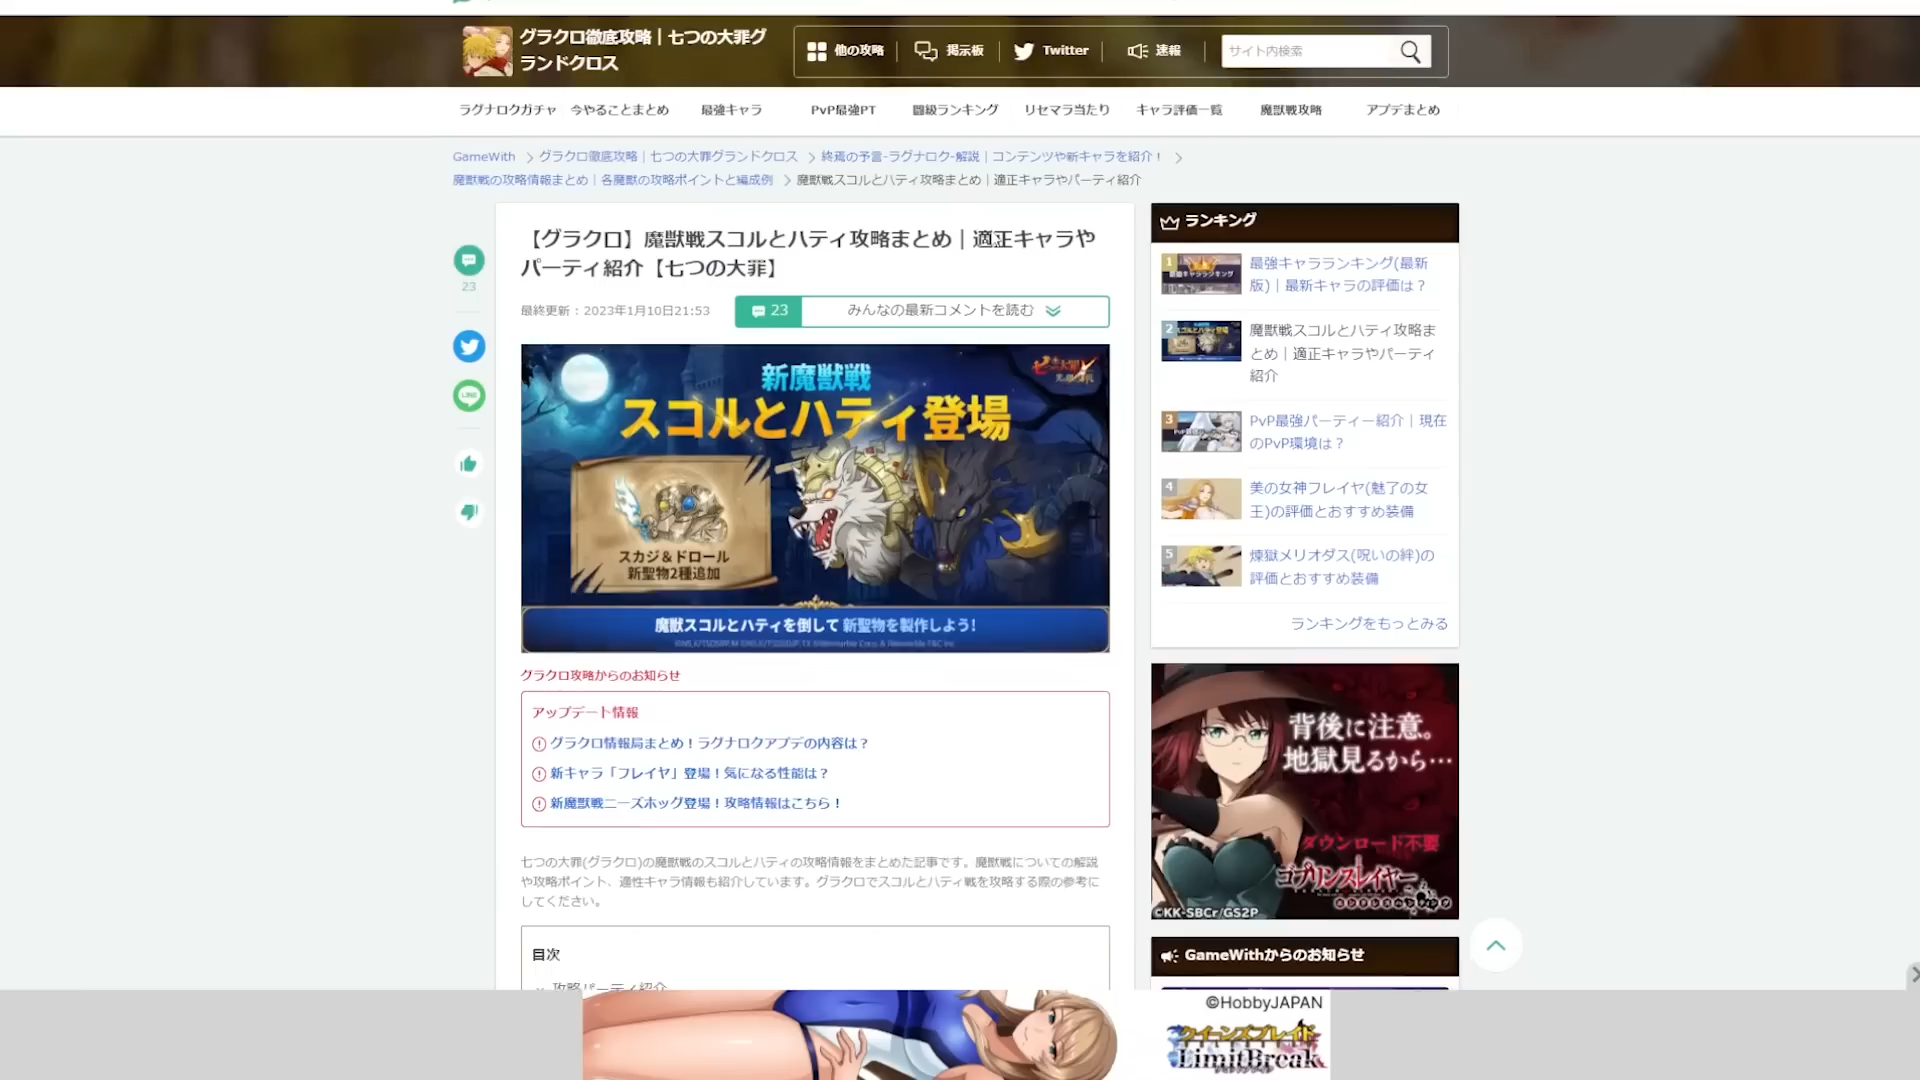 グラクロ徹底攻略｜七つの大罪グ
ランドクロス
他の攻略
掲示板
Twitter
速報
サイト内検索
ラグナロクガチャ 今やることまとめ 最強キャラ PvP最強PT 闘級ランキング リセマラ当たり キャラ評価一覧 魔獣戦攻略 アプデまとめ
GameWith > グラクロ徹底攻略｜七つの大罪グランドクロス > 終焉の予言-ラグナロク-解説｜コンテンツや新キャラを紹介！ >
魔獣戦の攻略情報まとめ｜各魔獣の攻略ポイントと編成例 > 魔獣戦スコルとハティ攻略まとめ｜適正キャラやパーティ紹介
23
LINE
【グラクロ】魔獣戦スコルとハティ攻略まとめ｜適正キャラや
パーティ紹介【七つの大罪】
最終更新：2023年1月10日21:53
23
みんなの最新コメントを読む
新魔獣戦
スコルとハティ登場
スカジ＆ドロール
新聖物2種追加
魔獣スコルとハティを倒して 新聖物を製作しよう!
グラクロ攻略からのお知らせ
アップデート情報
グラクロ情報局まとめ！ラグナロクアプデの内容は？
新キャラ「フレイヤ」登場！気になる性能は？
新魔獣戦ニーズホッグ登場！攻略情報はこちら！
七つの大罪(グラクロ)の魔獣戦のスコルとハティの攻略情報をまとめた記事です。魔獣戦についての解説
や攻略ポイント、適性キャラ情報も紹介しています。グラクロでスコルとハティ戦を攻略する際の参考に
してください。
目次
攻略パーティ紹介
ランキング
1
最強キャラランキング(最新
版)｜最新キャラの評価は？
2
魔獣戦スコルとハティ攻略ま
とめ｜適正キャラやパーティ
紹介
3
PvP最強パーティー紹介｜現在
のPvP環境は？
4
美の女神フレイヤ(魅了の女
王)の評価とおすすめ装備
5
煉獄メリオダス(呪いの絆)の
評価とおすすめ装備
ランキングをもっとみる
背後に注意。
地獄見るから…
ダウンロード不要
ゴブリンスレイヤー
©KK-SBCr/GS2P
GameWithからのお知らせ
©HobbyJAPAN
クイーンズブレイド
LimitBreak